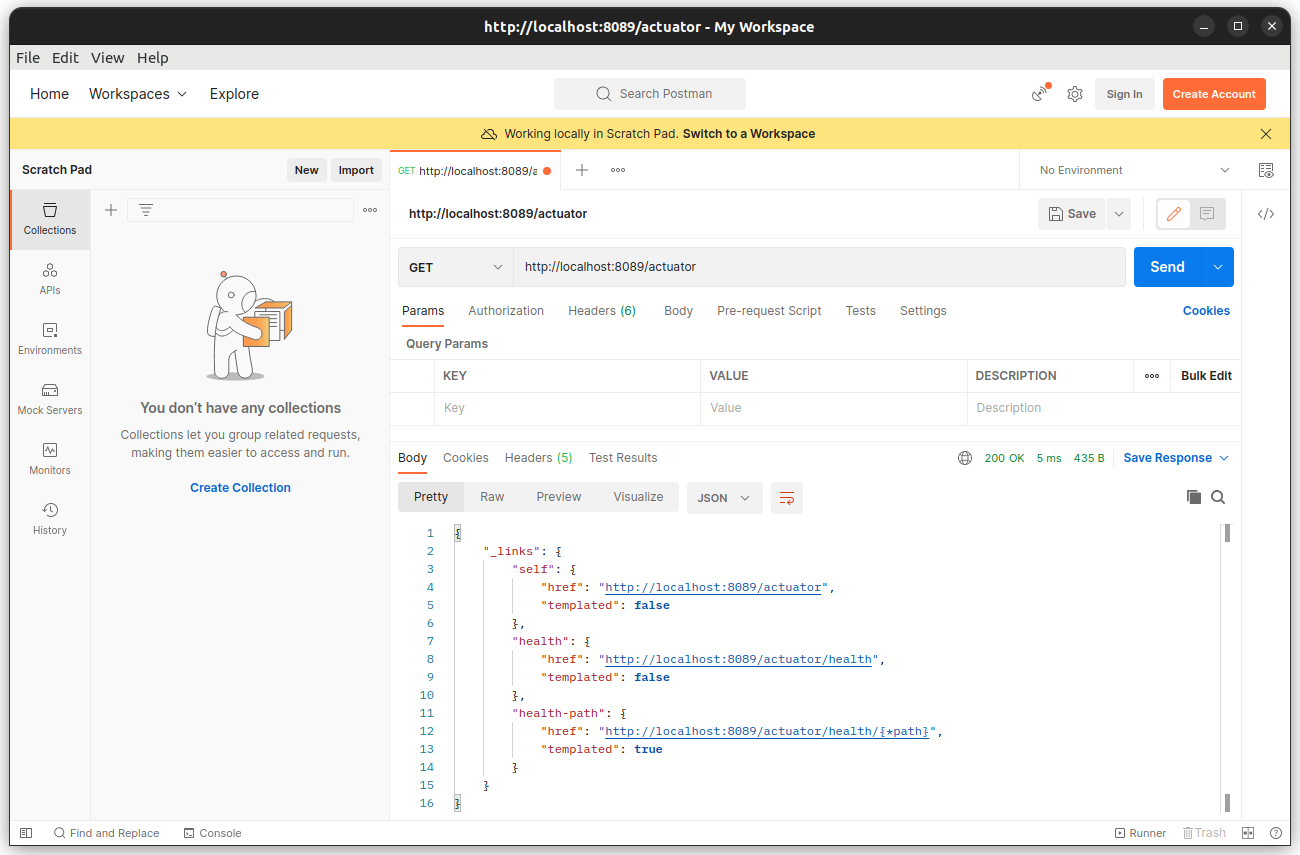 http://localhost:8089/actuator - My Workspace
File Edit View Help
Home Workspaces Explore Search Postman Sign In Create Account
Working locally in Scratch Pad. Switch to a Workspace
Scratch Pad New Import GET http://localhost:8089/a No Environment
Collections
APIs
Environments
Mock Servers
Monitors
History
You don't have any collections
Collections let you group related requests,
making them easier to access and run.
Create Collection
http://localhost:8089/actuator Save
GET http://localhost:8089/actuator Send
Params Authorization Headers (6) Body Pre-request Script Tests Settings Cookies
Query Params
KEY VALUE DESCRIPTION Bulk Edit
Key Value Description
Body Cookies Headers (5) Test Results 200 OK 5 ms 435 B Save Response
Pretty Raw Preview Visualize JSON
1 {
2 "_links": {
3 "self": {
4 "href": "http://localhost:8089/actuator",
5 "templated": false
6 },
7 "health": {
8 "href": "http://localhost:8089/actuator/health",
9 "templated": false
10 },
11 "health-path": {
12 "href": "http://localhost:8089/actuator/health/{*path}",
13 "templated": true
14 }
15 }
16 }
Find and Replace Console Runner Trash